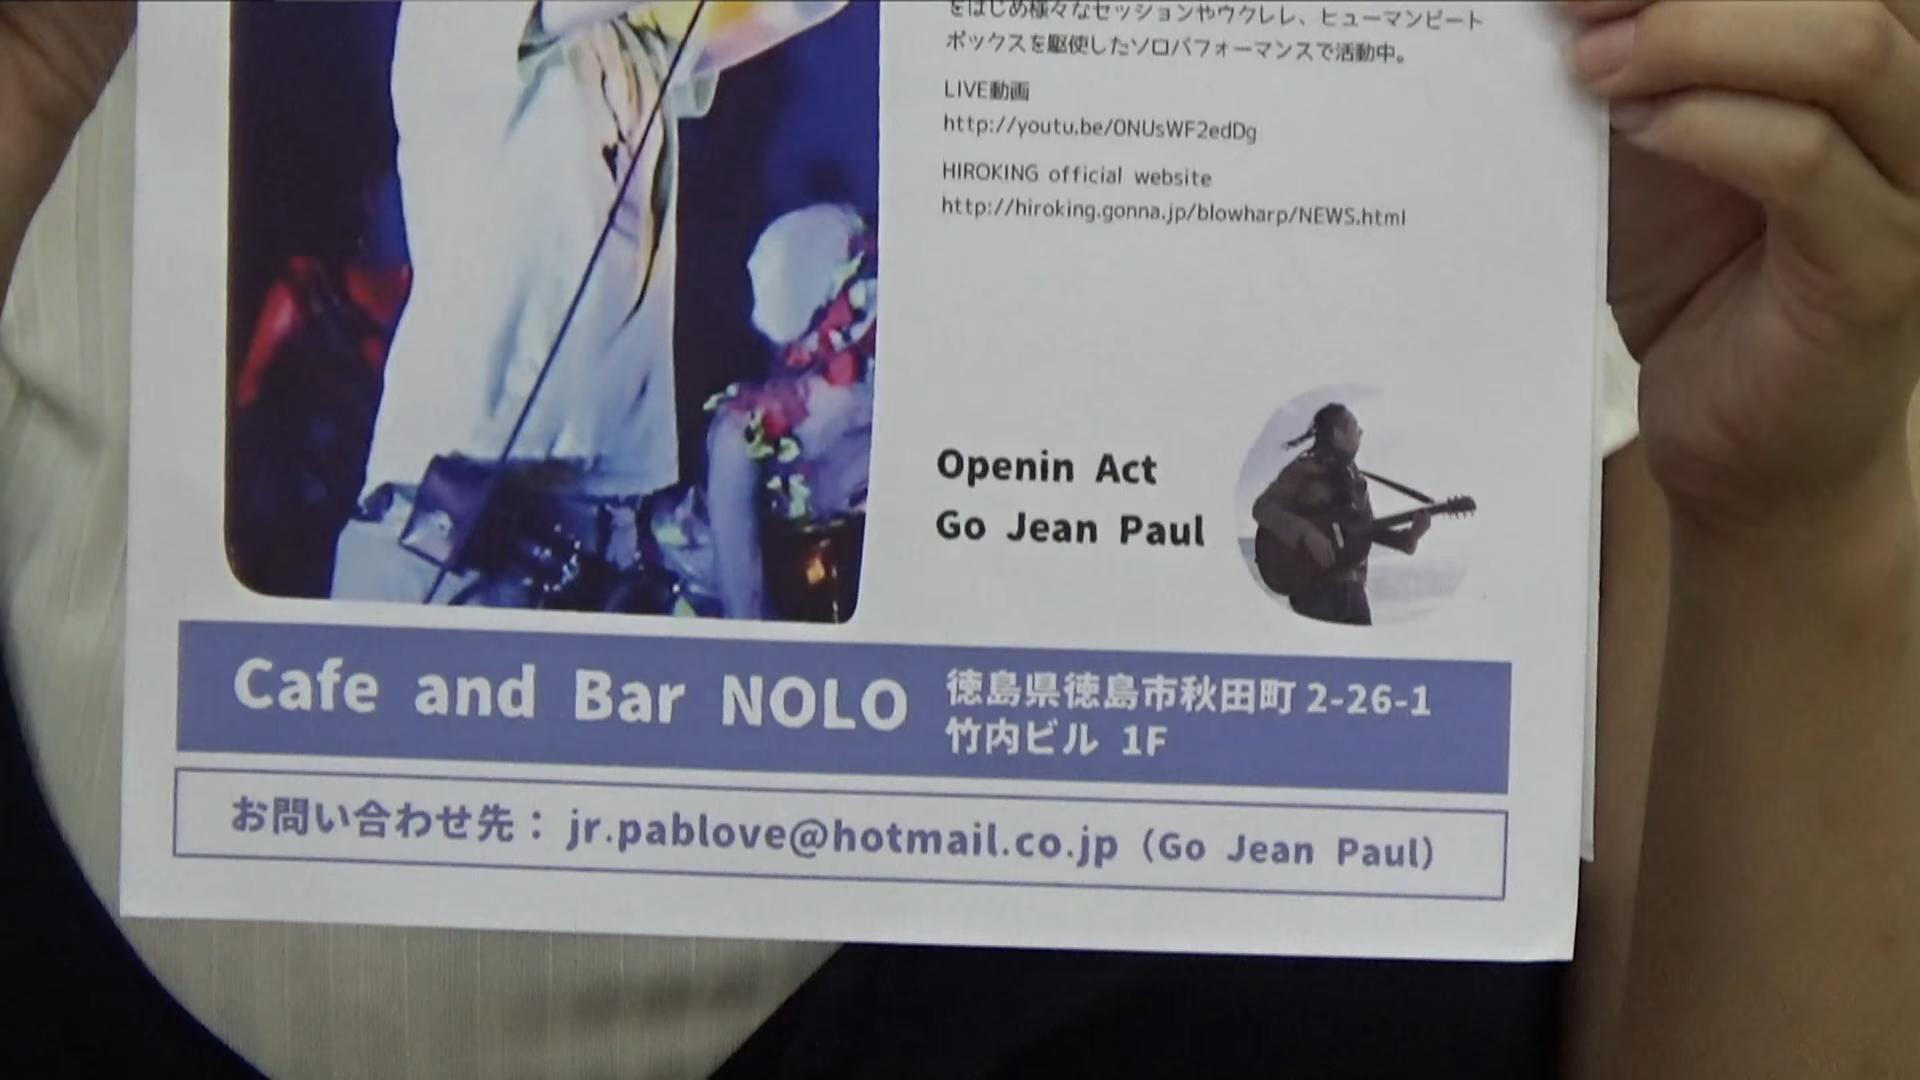 をはじめ様々なセッションやウクレレ、ヒューマンビート
ボックスを駆使したソロパフォーマンスで活動中。
LIVE動画
http://youtu.be/0NUsWF2edDg
HIROKING official website
http://hiroking.gonna.jp/blowharp/NEWS.html
Openin Act
Go Jean Paul
Cafe and Bar NOLO
徳島県徳島市秋田町 2-26-1
竹内ビル 1F
お問い合わせ先： jr.pablove@hotmail.co.jp（Go Jean Paul）